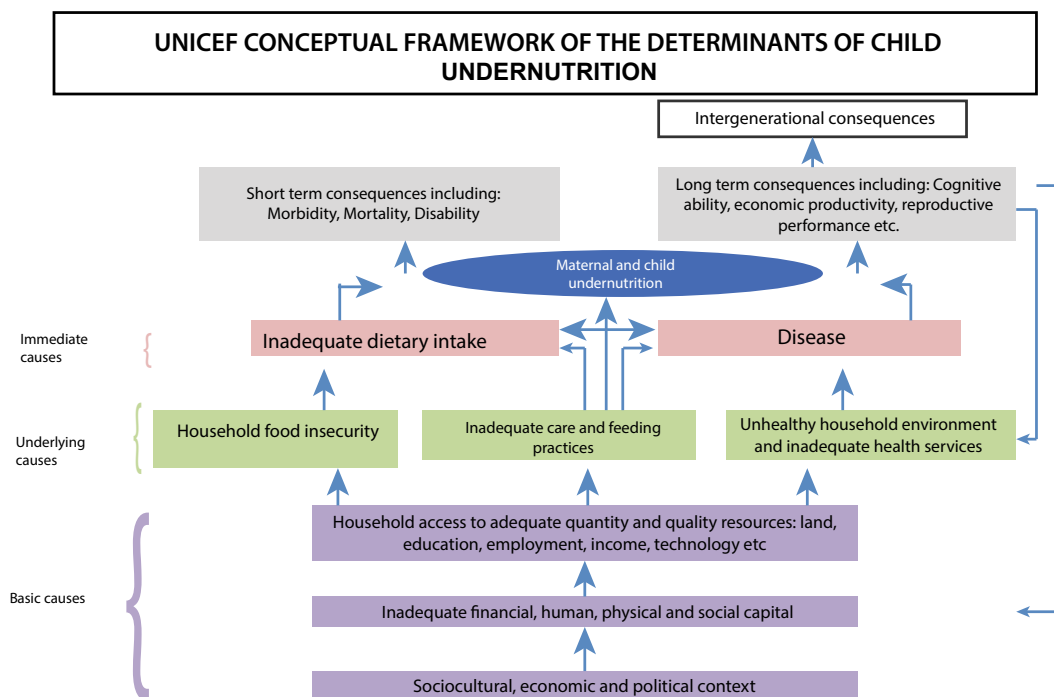 UNICEF CONCEPTUAL FRAMEWORK OF THE DETERMINANTS OF CHILD
UNDERNUTRITION
Intergenerational consequences
Short term consequences including:
Morbidity, Mortality, Disability
Long term consequences including: Cognitive
ability, economic productivity, reproductive
performance etc.
Maternal and child
undernutrition
Immediate
causes
Inadequate dietary intake
Disease
Underlying
causes
Household food insecurity
Inadequate care and feeding
practices
Unhealthy household environment
and inadequate health services
Basic causes
Household access to adequate quantity and quality resources: land,
education, employment, income, technology etc
Inadequate financial, human, physical and social capital
Sociocultural, economic and political context